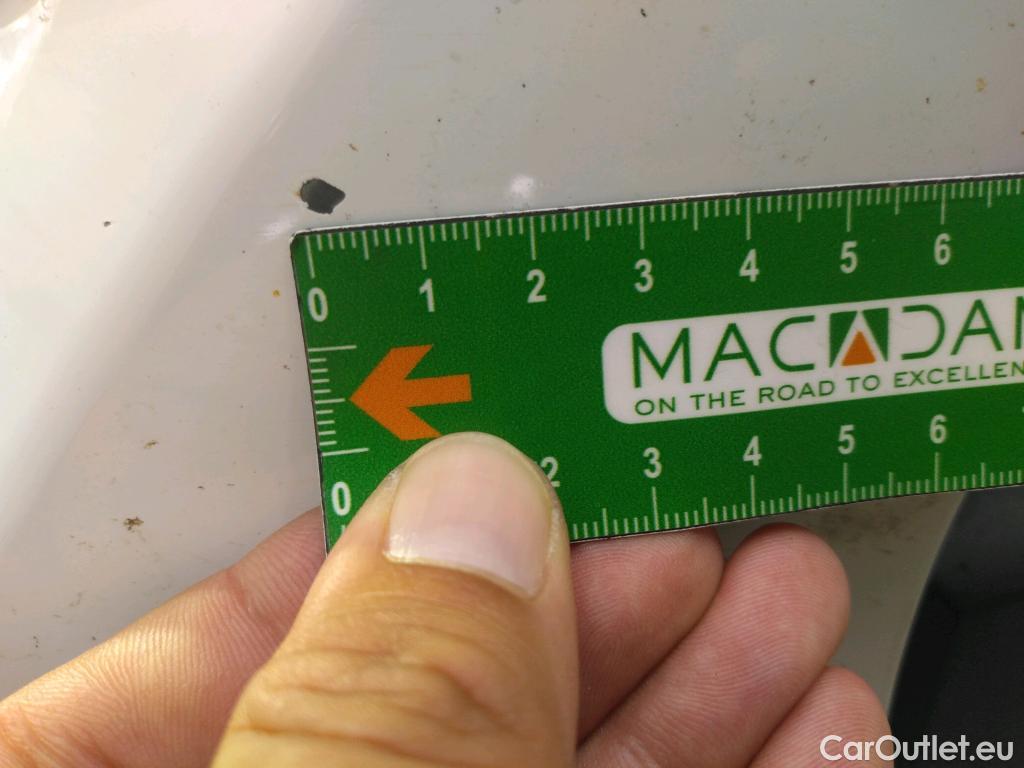 0 1 2 3 4 5 6
MACADAM
ON THE ROAD TO EXCELLEN
0 2 3 4 5 6
CarOutlet.eu